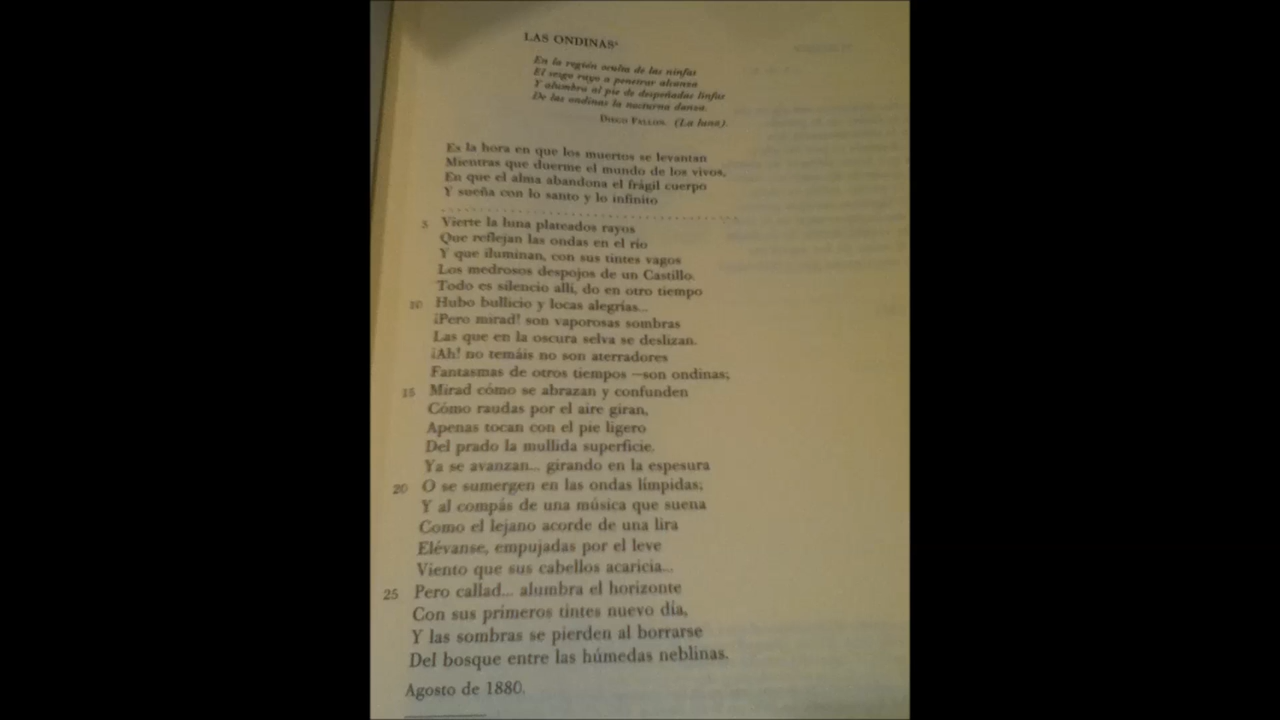 LAS ONDINAS¹
En la región oculta de las ninfas
El vago rayo a penetrar alcanza
Y alumbra al pie de despeñadas linfas
De las ondinas la nocturna danza.
Diego Fallon. (La luna).
Es la hora en que los muertos se levantan
Mientras que duerme el mundo de los vivos,
En que el alma abandona el frágil cuerpo
Y sueña con lo santo y lo infinito
5 Vierte la luna plateados rayos
Que reflejan las ondas en el río
Y que iluminan, con sus tintes vagos
Los medrosos despojos de un Castillo.
Todo es silencio allí, do en otro tiempo
10 Hubo bullicio y locas alegrías...
¡Pero mirad! son vaporosas sombras
Las que en la oscura selva se deslizan.
¡Ah! no temáis no son aterradores
Fantasmas de otros tiempos —son ondinas;
15 Mirad cómo se abrazan y confunden
Cómo raudas por el aire giran,
Apenas tocan con el pie ligero
Del prado la mullida superficie.
Ya se avanzan... girando en la espesura
20 O se sumergen en las ondas límpidas;
Y al compás de una música que suena
Como el lejano acorde de una lira
Elévanse, empujadas por el leve
Viento que sus cabellos acaricia...
25 Pero callad... alumbra el horizonte
Con sus primeros tintes nuevo día,
Y las sombras se pierden al borrarse
Del bosque entre las húmedas neblinas.
Agosto de 1880.